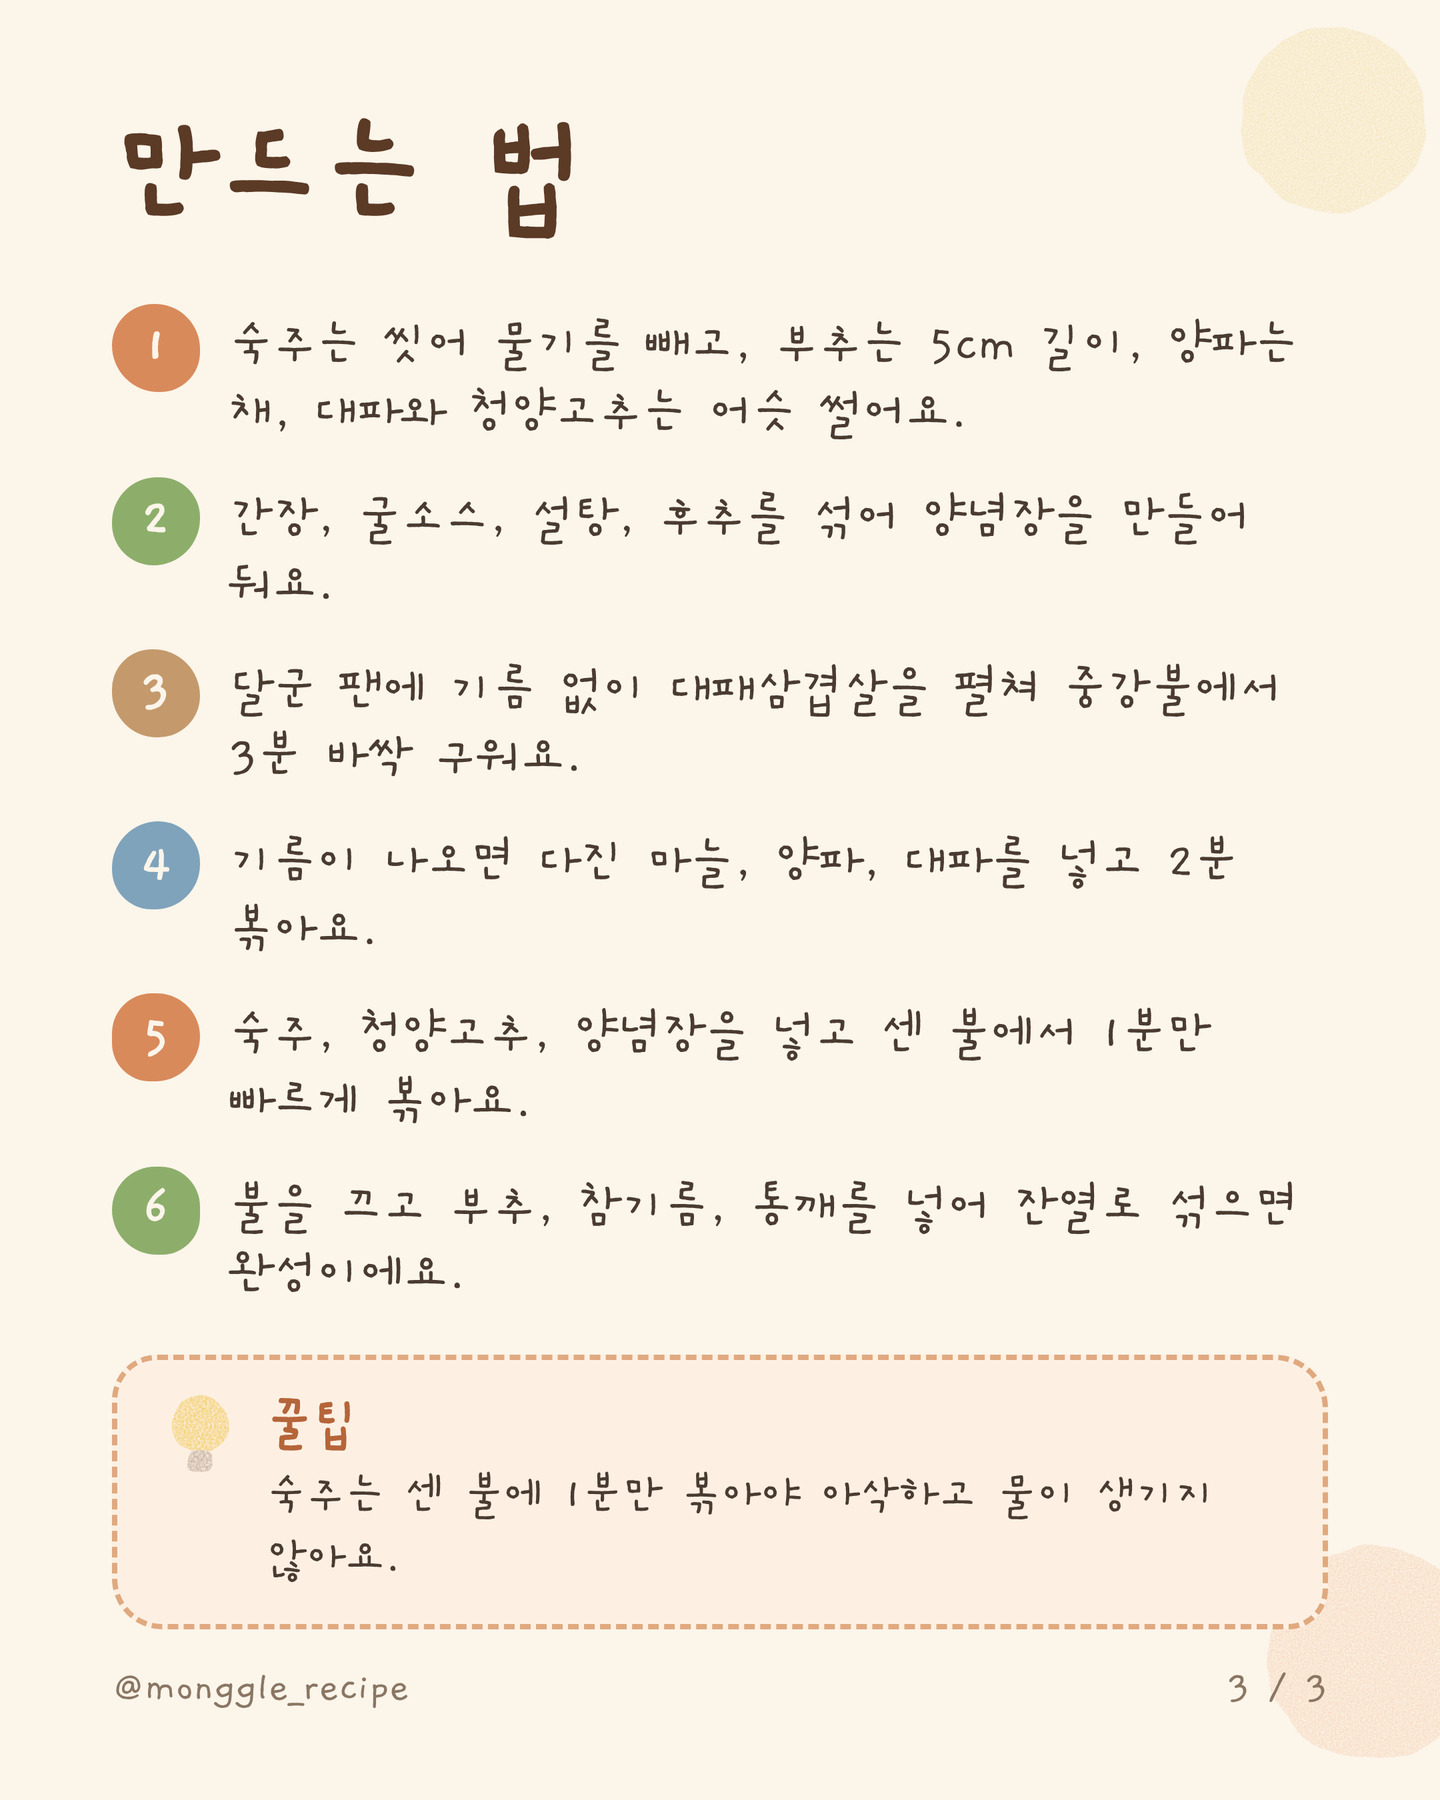 만드는 법
1
숙주는 씻어 물기를 빼고, 부추는 5cm 길이, 양파는
채, 대파와 청양고추는 어슷 썰어요.
2
간장, 굴소스, 설탕, 후추를 섞어 양념장을 만들어
둬요.
3
달군 팬에 기름 없이 대패삼겹살을 펼쳐 중강불에서
3분 바싹 구워요.
4
기름이 나오면 다진 마늘, 양파, 대파를 넣고 2분
볶아요.
5
숙주, 청양고추, 양념장을 넣고 센 불에서 1분만
빠르게 볶아요.
6
불을 끄고 부추, 참기름, 통깨를 넣어 잔열로 섞으면
완성이에요.
꿀팁
숙주는 센 불에 1분만 볶아야 아삭하고 물이 생기지
않아요.
@monggle_recipe
3 / 3